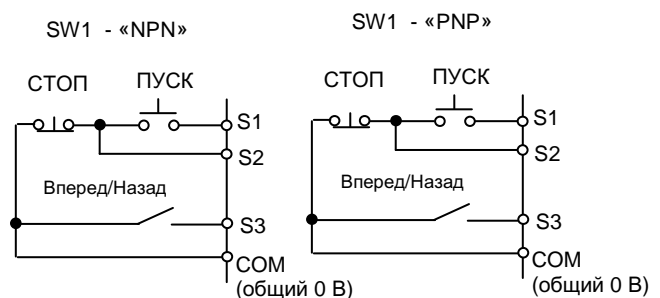 SW1 - «NPN»
СТОП ПУСК
S1
S2
Вперед/Назад
S3
COM
(общий 0 В)
SW1 - «PNP»
СТОП ПУСК
S1
S2
Вперед/Назад
S3
COM
(общий 0 В)